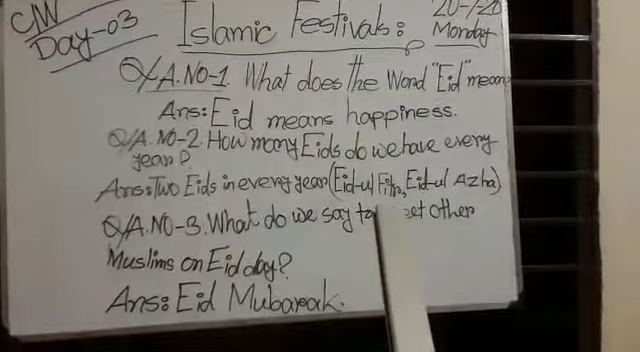 CW
Day-03
Islamic Festivals:
Monday
Q/A.NO-1. What does the Word "Eid" mean
Ans: Eid means happiness.
Q/A.NO-2. How many Eids do we have every
year?
Ans: Two Eids in every year (Eid-ul Fitr, Eid-ul Azha)
Q/A.NO-3. What do we say to et other
Muslims on Eid day?
Ans: Eid Mubarak.